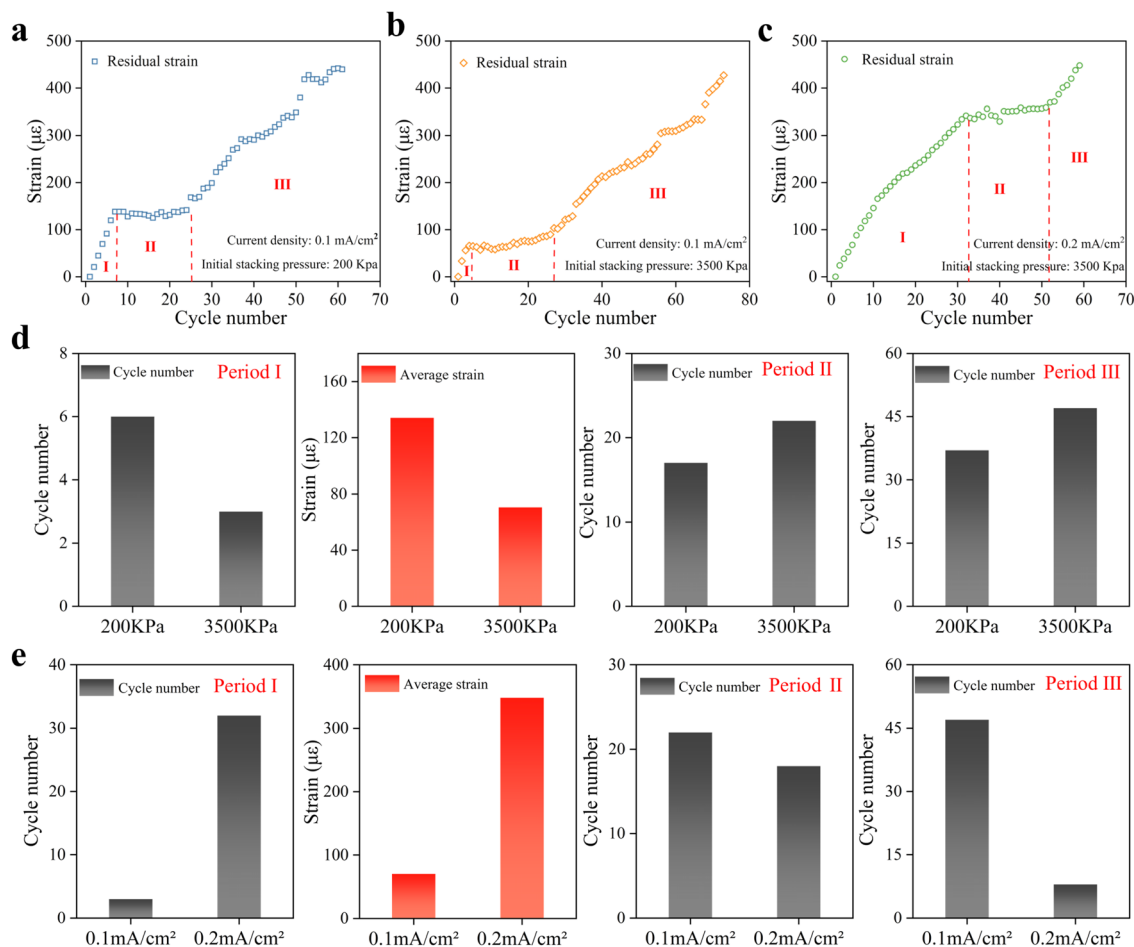 a
Residual strain
Strain (με)
500
400
300
200
100
0
I
II
III
Current density: 0.1 mA/cm²
Initial stacking pressure: 200 Kpa
0 10 20 30 40 50 60 70
Cycle number
b
Residual strain
Strain (με)
500
400
300
200
100
0
I
II
III
Current density: 0.1 mA/cm²
Initial stacking pressure: 3500 Kpa
0 20 40 60 80
Cycle number
c
Residual strain
Strain (με)
500
400
300
200
100
0
I
II
III
Current density: 0.2 mA/cm²
Initial stacking pressure: 3500 Kpa
0 10 20 30 40 50 60 70
Cycle number
d
Cycle number Period I
Cycle number
8
6
4
2
0
200KPa 3500KPa
Average strain
Strain (με)
160
120
80
40
0
200KPa 3500KPa
Cycle number Period II
Cycle number
30
20
10
0
200KPa 3500KPa
Cycle number Period III
Cycle number
60
45
30
15
0
200KPa 3500KPa
e
Cycle number Period I
Cycle number
40
30
20
10
0
0.1mA/cm² 0.2mA/cm²
Average strain
Strain (με)
400
300
200
100
0
0.1mA/cm² 0.2mA/cm²
Cycle number Period II
Cycle number
30
20
10
0
0.1mA/cm² 0.2mA/cm²
Cycle number Period III
Cycle number
60
45
30
15
0
0.1mA/cm² 0.2mA/cm²